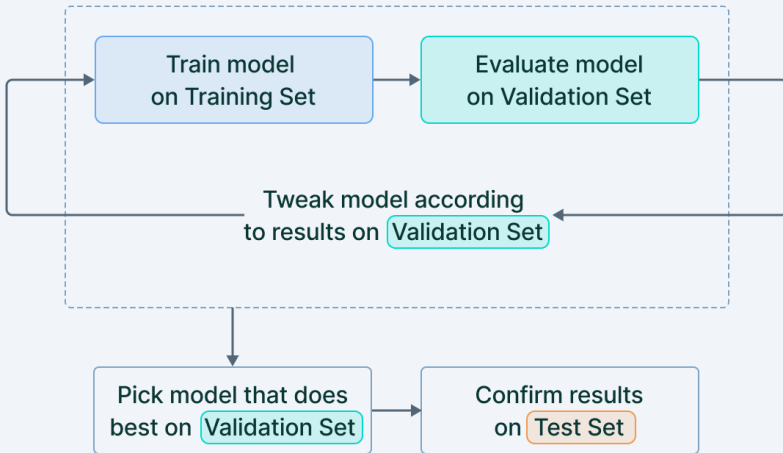 Train model
on Training Set
Evaluate model
on Validation Set
Tweak model according
to results on Validation Set
Pick model that does
best on Validation Set
Confirm results
on Test Set